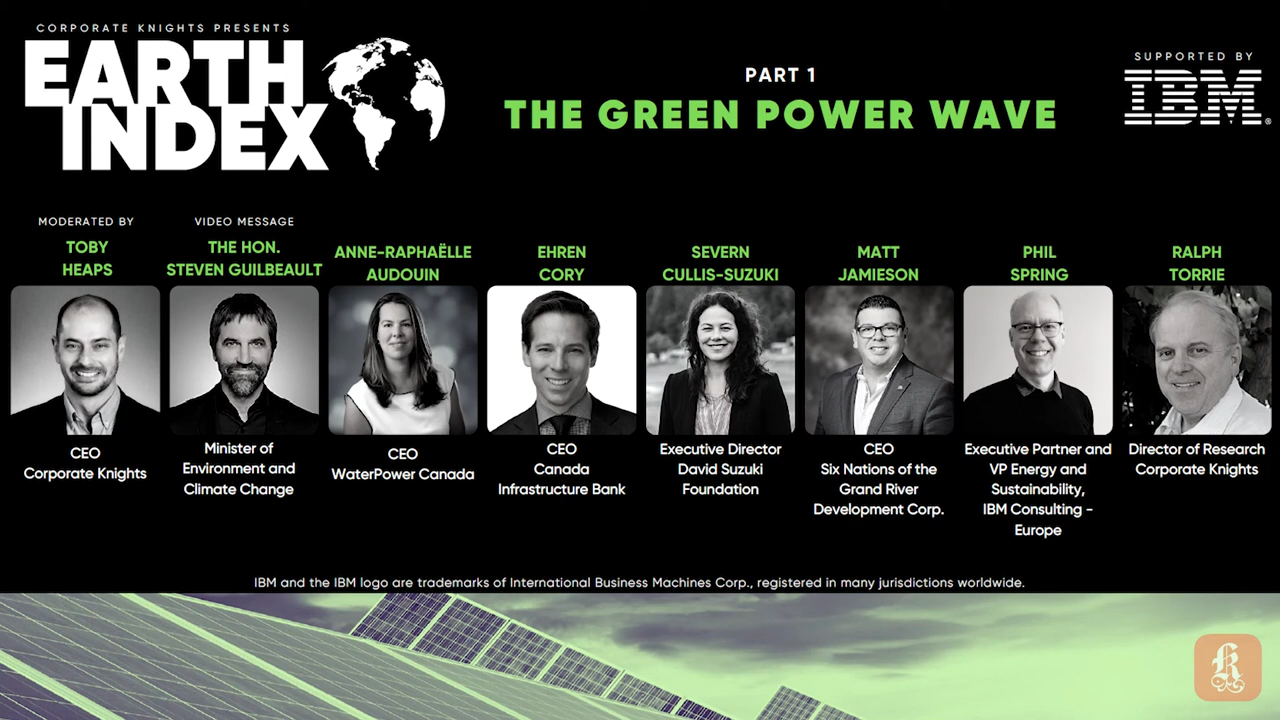 CORPORATE KNIGHTS PRESENTS
EARTH
INDEX
PART 1
THE GREEN POWER WAVE
SUPPORTED BY
IBM®
MODERATED BY
TOBY
HEAPS
CEO
Corporate Knights
VIDEO MESSAGE
THE HON.
STEVEN GUILBEAULT
Minister of
Environment and
Climate Change
ANNE-RAPHAËLLE
AUDOUIN
CEO
WaterPower Canada
EHREN
CORY
CEO
Canada
Infrastructure Bank
SEVERN
CULLIS-SUZUKI
Executive Director
David Suzuki
Foundation
MATT
JAMIESON
CEO
Six Nations of the
Grand River
Development Corp.
PHIL
SPRING
Executive Partner and
VP Energy and
Sustainability,
IBM Consulting -
Europe
RALPH
TORRIE
Director of Research
Corporate Knights
IBM and the IBM logo are trademarks of International Business Machines Corp., registered in many jurisdictions worldwide.
K